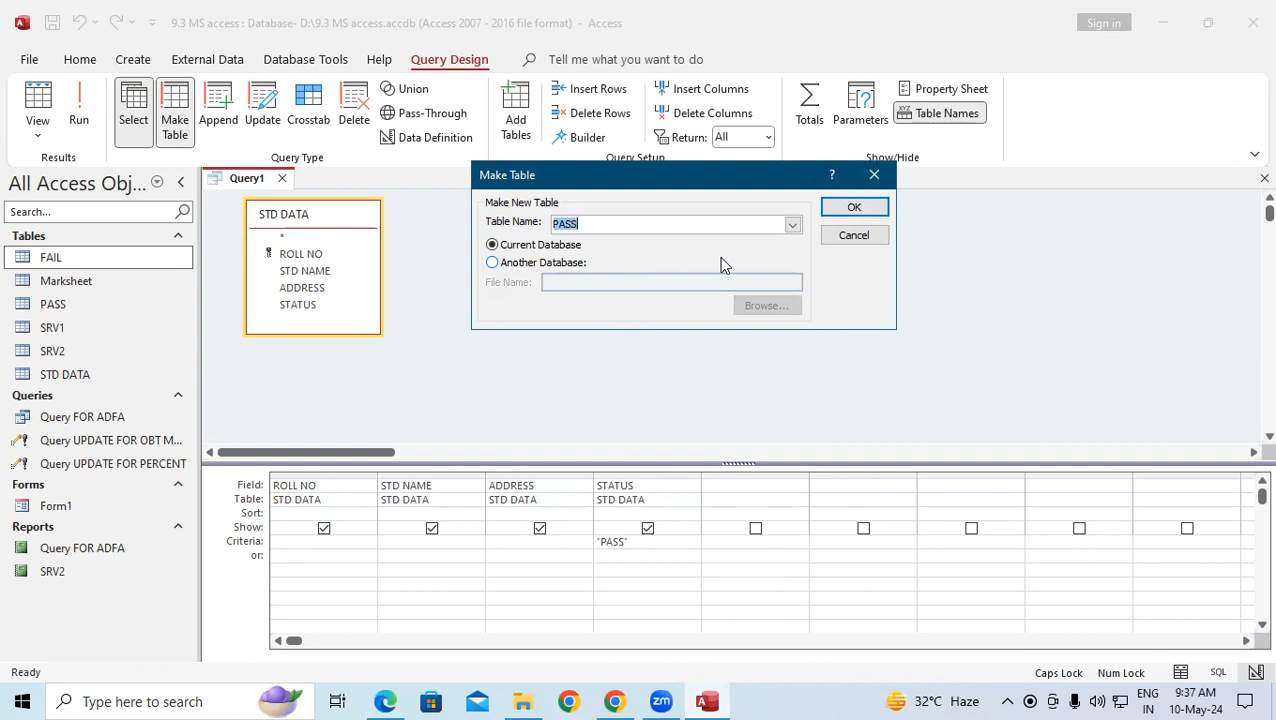 9.3 MS access : Database- D:\9.3 MS access.accdb (Access 2007 - 2016 file format) - Access
Sign in
File Home Create External Data Database Tools Help Query Design Tell me what you want to do
View Run
Results
Select Make Table Append Update Crosstab Delete
Union
Pass-Through
Data Definition
Query Type
Add Tables
Insert Rows
Delete Rows
Builder
Insert Columns
Delete Columns
Return: All
Query Setup
Totals Parameters
Property Sheet
XYZ Table Names
Show/Hide
All Access Obj...
Search...
Tables
FAIL
Marksheet
PASS
SRV1
SRV2
STD DATA
Queries
Query FOR ADFA
Query UPDATE FOR OBT M...
Query UPDATE FOR PERCENT
Forms
Form1
Reports
Query FOR ADFA
SRV2
Query1
STD DATA
*
ROLL NO
STD NAME
ADDRESS
STATUS
Make Table ?
Make New Table
Table Name: PASS
Current Database
Another Database:
File Name:
Browse...
OK
Cancel
Field: ROLL NO STD NAME ADDRESS STATUS
Table: STD DATA STD DATA STD DATA STD DATA
Sort:
Show:
Criteria: "PASS"
or:
Ready
Caps Lock Num Lock SQL
Type here to search
32°C Haze
ENG
IN
9:37 AM
10-May-24
zm